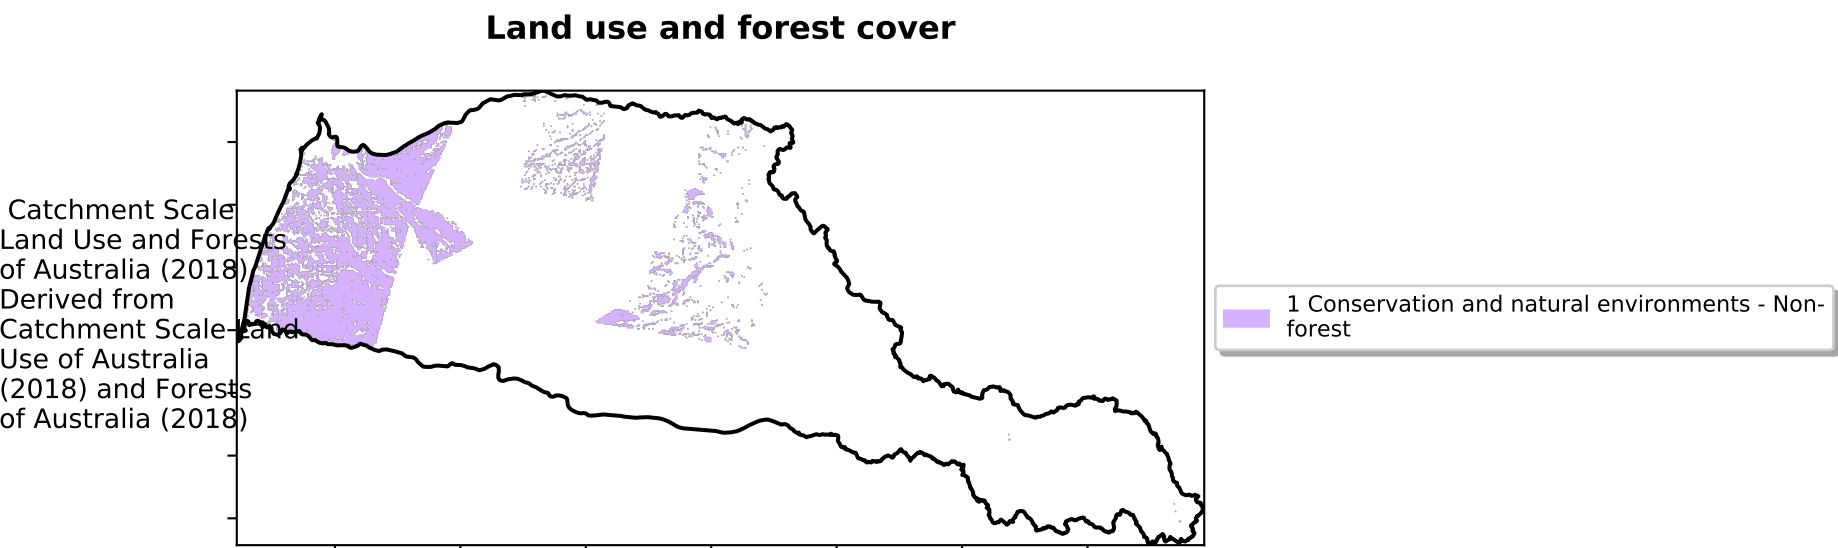 Land use and forest cover
Catchment Scale
Land Use and Forests
of Australia (2018)
Derived from
Catchment Scale Land
Use of Australia
(2018) and Forests
of Australia (2018)
1 Conservation and natural environments - Non-
forest